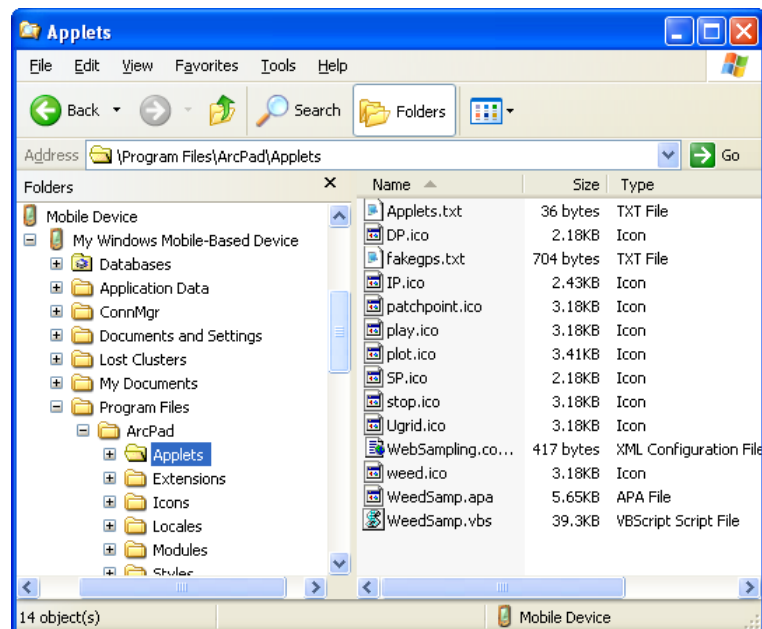 Applets
File Edit View Favorites Tools Help
Back Search Folders
Address \Program Files\ArcPad\Applets Go
Folders x
Mobile Device
My Windows Mobile-Based Device
Databases
Application Data
ConnMgr
Documents and Settings
Lost Clusters
My Documents
Program Files
ArcPad
Applets
Extensions
Icons
Locales
Modules
Styles
Name Size Type
Applets.txt 36 bytes TXT File
DP.ico 2.18KB Icon
fakegps.txt 704 bytes TXT File
IP.ico 2.43KB Icon
patchpoint.ico 3.18KB Icon
play.ico 3.18KB Icon
plot.ico 3.41KB Icon
SP.ico 2.18KB Icon
stop.ico 3.18KB Icon
Ugrid.ico 3.18KB Icon
WebSampling.co... 417 bytes XML Configuration File
weed.ico 3.18KB Icon
WeedSamp.apa 5.65KB APA File
WeedSamp.vbs 39.3KB VBScript Script File
14 object(s) Mobile Device